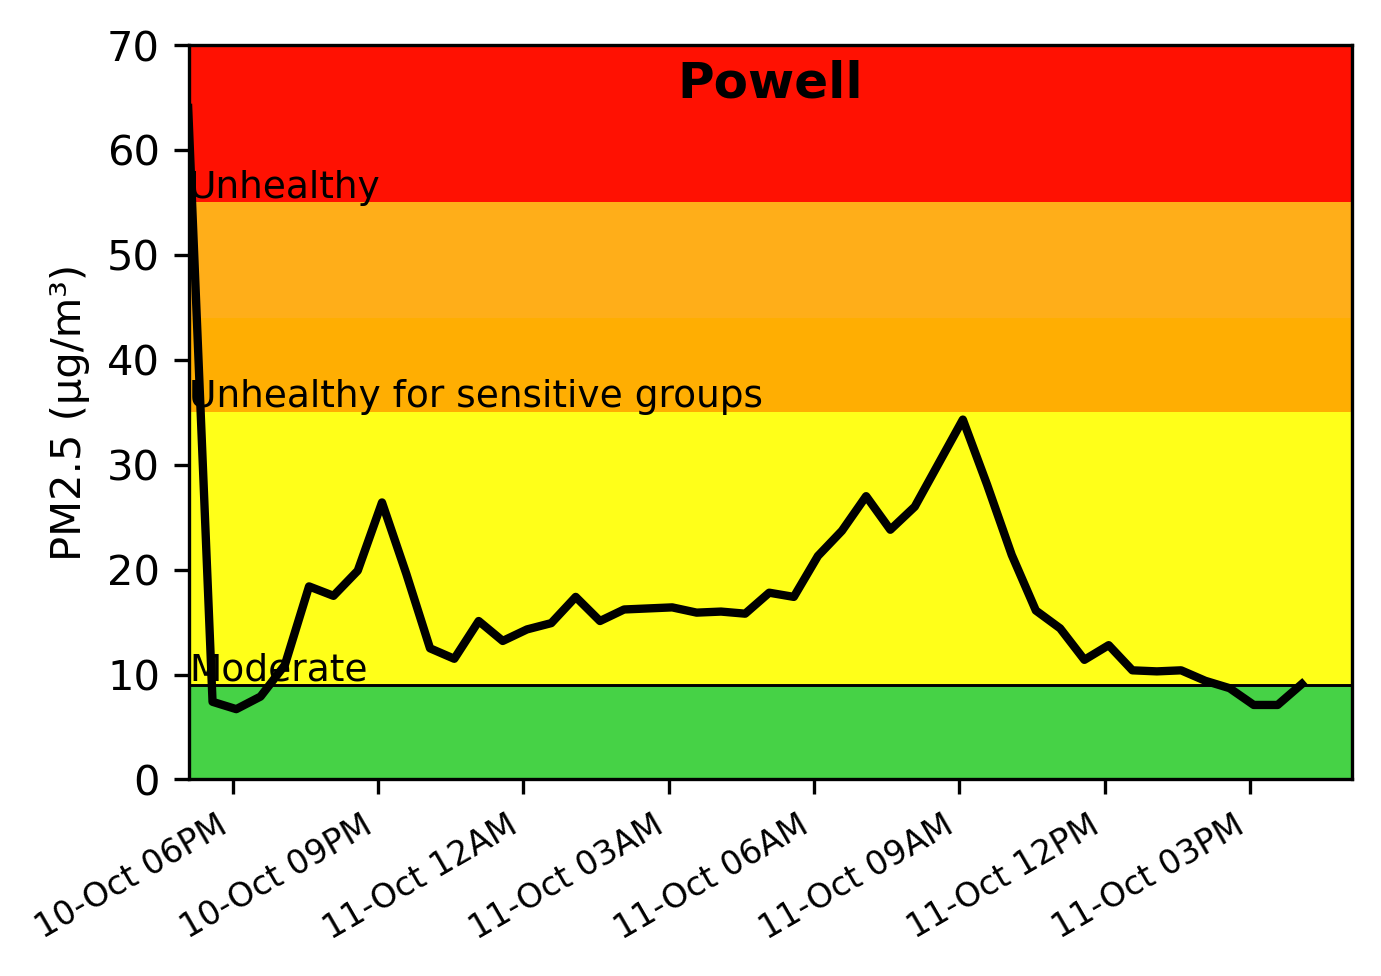 Powell
PM2.5 (µg/m³)
70
60
50
40
30
20
10
0
Unhealthy
Unhealthy for sensitive groups
Moderate
10-Oct 06PM
10-Oct 09PM
11-Oct 12AM
11-Oct 03AM
11-Oct 06AM
11-Oct 09AM
11-Oct 12PM
11-Oct 03PM